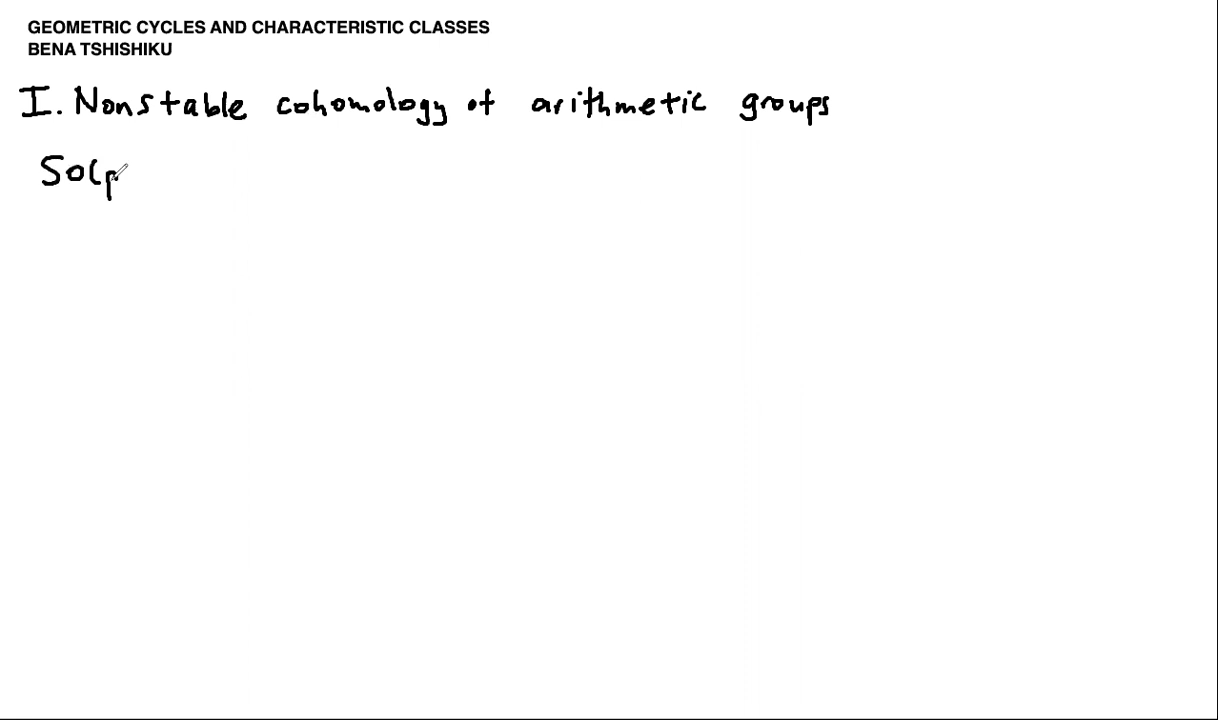 GEOMETRIC CYCLES AND CHARACTERISTIC CLASSES
BENA TSHISHIKU
I. Nonstable cohomology of arithmetic groups
SO(p